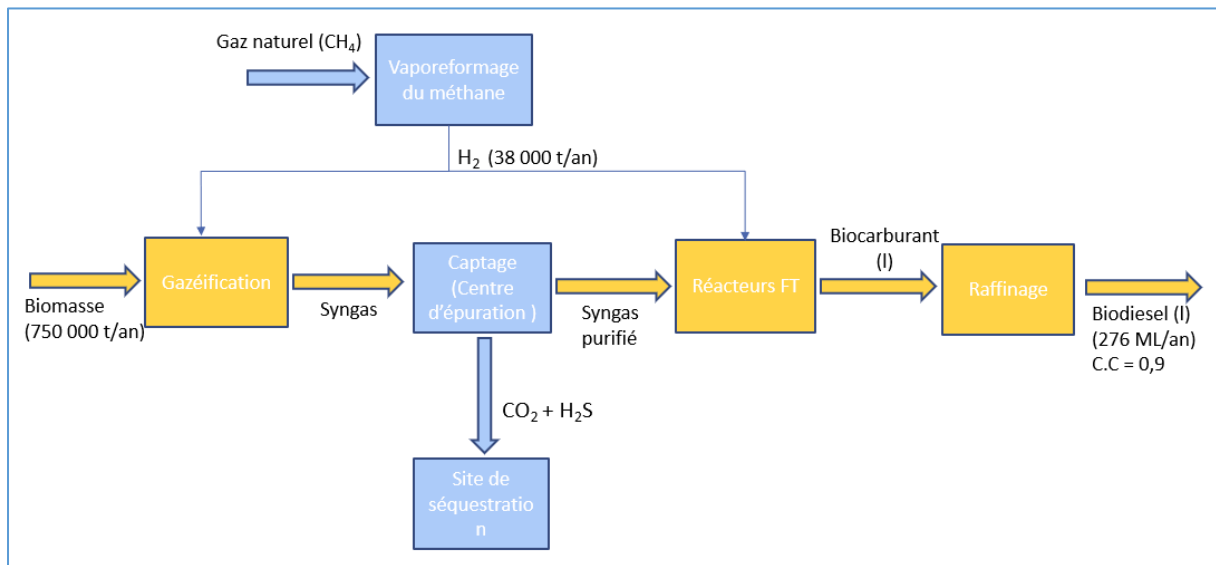 Gaz naturel (CH₄)
Vaporeformage
du méthane
H₂ (38 000 t/an)
Biomasse
(750 000 t/an)
Gazéification
Syngas
Captage
(Centre
d'épuration )
Syngas
purifié
Réacteurs FT
Biocarburant
(l)
Raffinage
Biodiesel (l)
(276 ML/an)
C.C = 0,9
CO₂ + H₂S
Site de
séquestratio
n